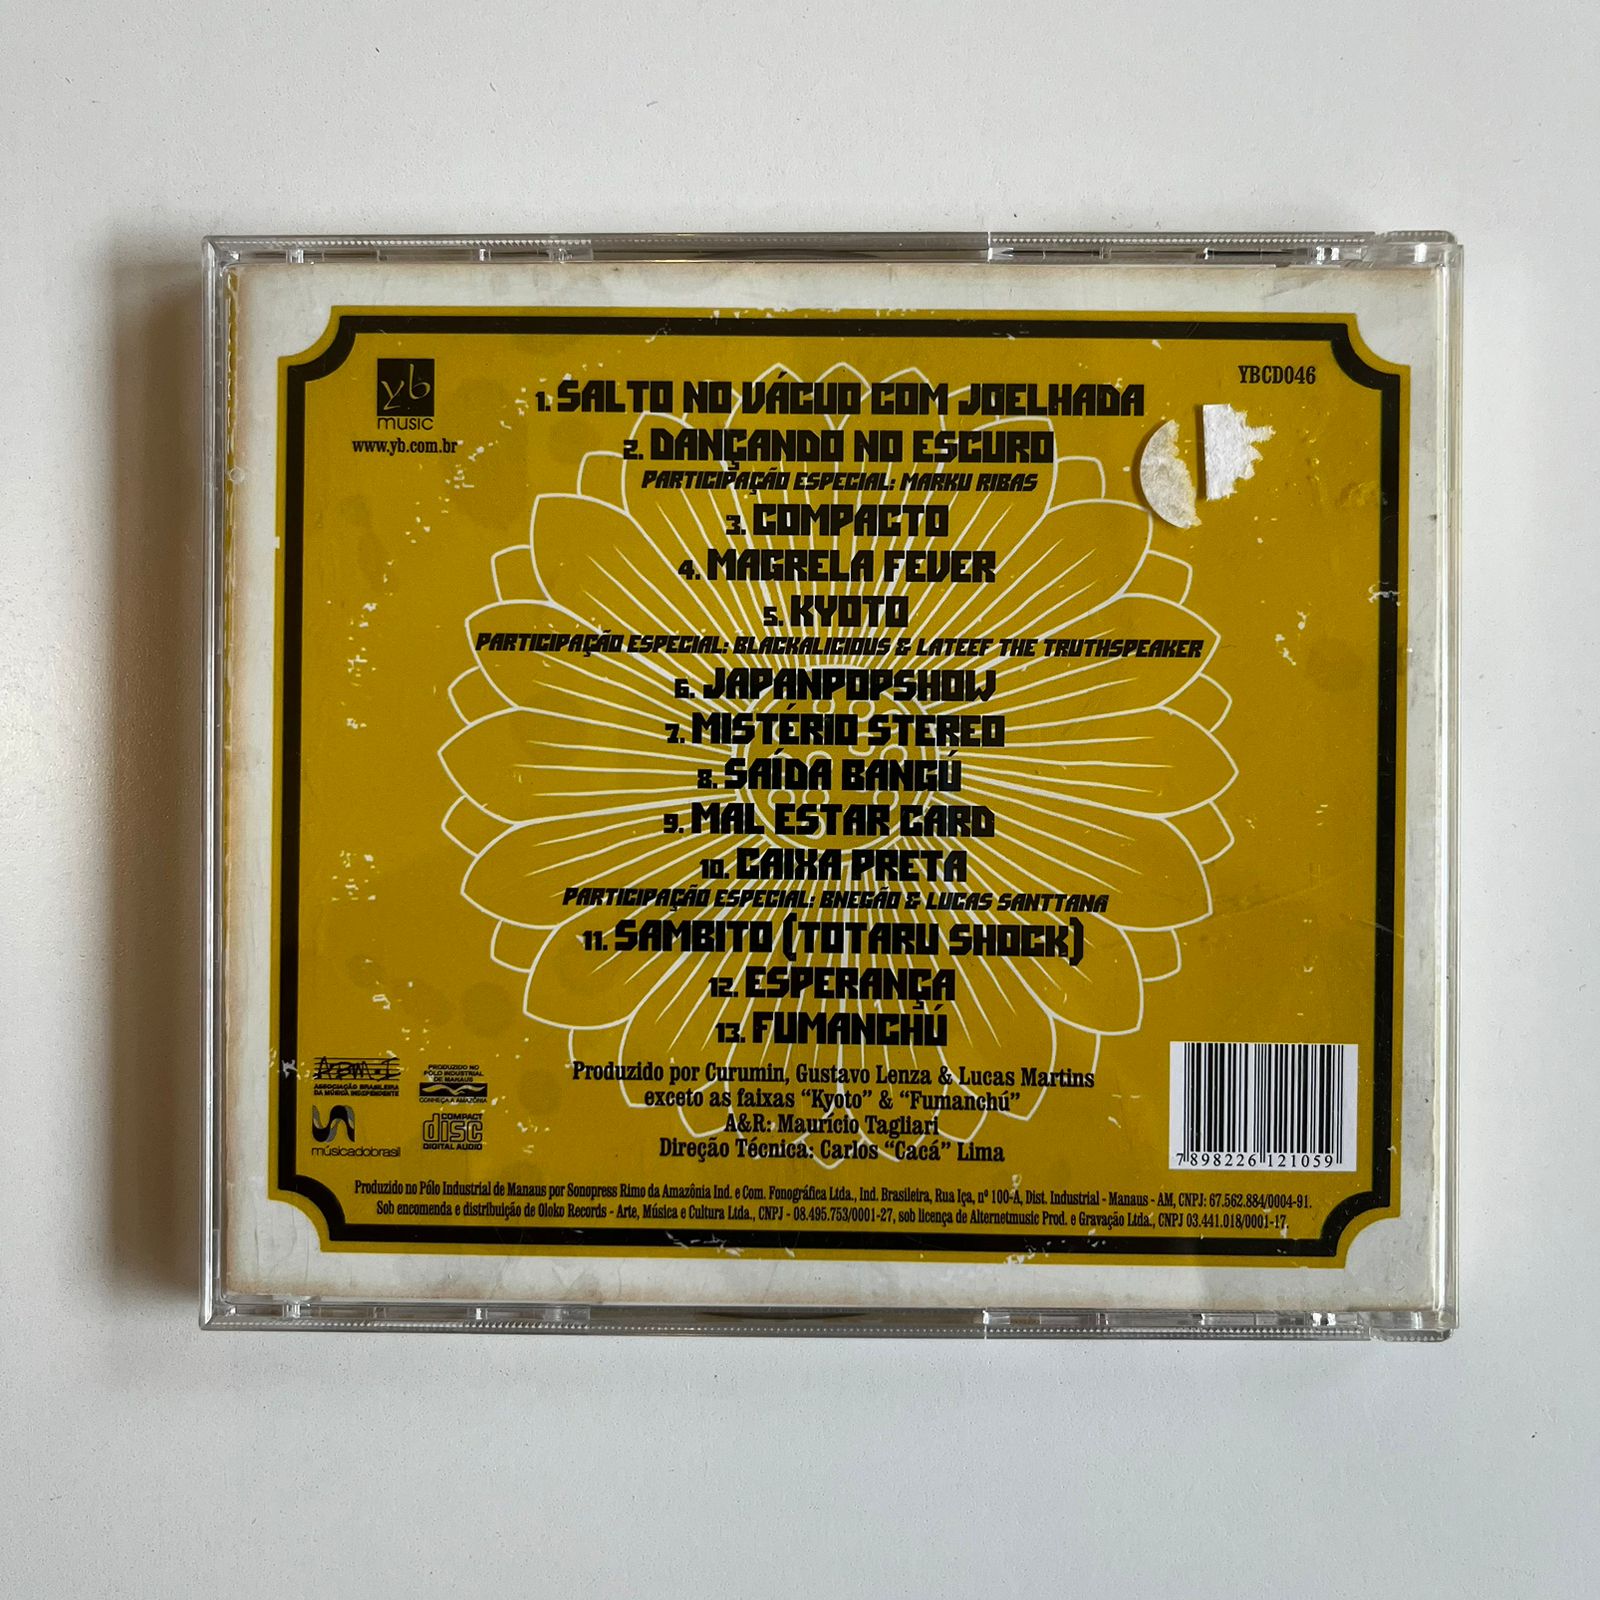 yb
music
www.yb.com.br
YBCD046
1. SALTO NO VÁCUO COM JOELHADA
2. DANÇANDO NO ESCURO
PARTICIPAÇÃO ESPECIAL: MARKU RIBAS
3. COMPACTO
4. MAGRELA FEVER
5. KYOTO
PARTICIPAÇÃO ESPECIAL: BLACKALICIOUS & LATEEF THE TRUTHSPEAKER
6. JAPANPOPSHOW
7. MISTÉRIO STEREO
8. SAÍDA BANGÚ
9. MAL ESTAR CARD
10. CAIXA PRETA
PARTICIPAÇÃO ESPECIAL: BNEGÃO & LUCAS SANTTANA
11. SAMBITO (TOTARU SHOCK)
12. ESPERANÇA
13. FUMANCHÚ
Produzido por Curumin, Gustavo Lenza & Lucas Martins
exceto as faixas “Kyoto” & “Fumanchú”
A&R: Maurício Tagliari
Direção Técnica: Carlos “Cacá” Lima
ABMI
ASSOCIAÇÃO BRASILEIRA
DA MÚSICA INDEPENDENTE
PRODUZIDO NO
PÓLO INDUSTRIAL
DE MANAUS
CONHEÇA A AMAZÔNIA
músicadobrasil
COMPACT
disc
DIGITAL AUDIO
7 898226 121059
Produzido no Pólo Industrial de Manaus por Sonopress Rimo da Amazônia Ind. e Com. Fonográfica Ltda., Ind. Brasileira, Rua Iça, nº 100-A, Dist. Industrial - Manaus - AM, CNPJ: 67.562.884/0004-91.
Sob encomenda e distribuição de Oloko Records - Arte, Música e Cultura Ltda., CNPJ - 08.495.753/0001-27, sob licença de Alternetmusic Prod. e Gravação Ltda., CNPJ 03.441.018/0001-17.